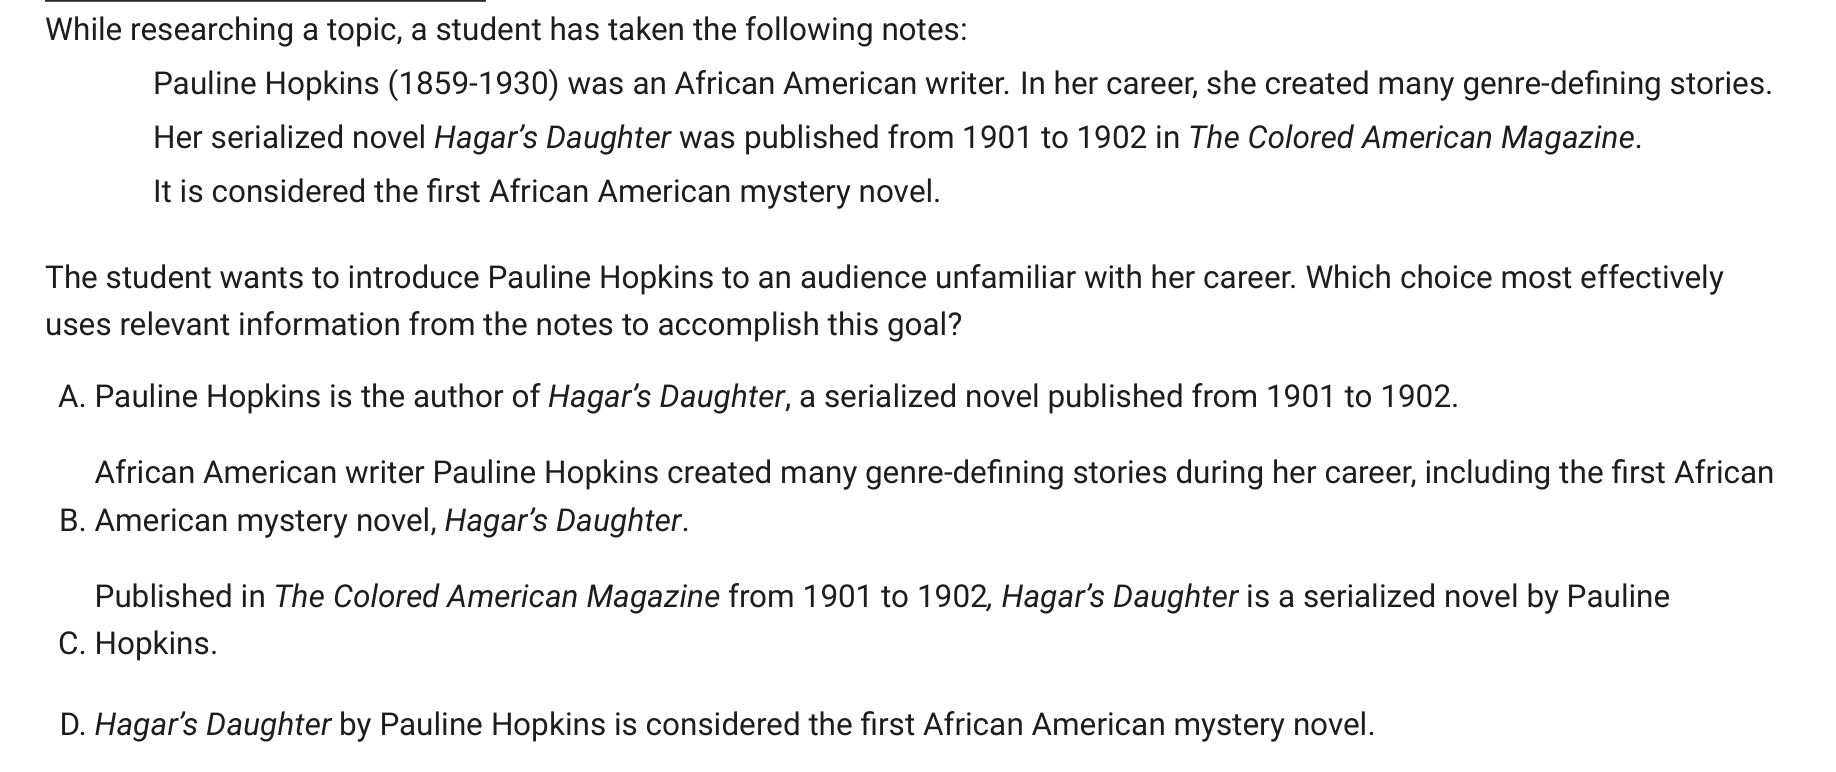 While researching a topic, a student has taken the following notes:
Pauline Hopkins (1859-1930) was an African American writer. In her career, she created many genre-defining stories.
Her serialized novel Hagar's Daughter was published from 1901 to 1902 in The Colored American Magazine.
It is considered the first African American mystery novel.
The student wants to introduce Pauline Hopkins to an audience unfamiliar with her career. Which choice most effectively
uses relevant information from the notes to accomplish this goal?
A. Pauline Hopkins is the author of Hagar's Daughter, a serialized novel published from 1901 to 1902.
African American writer Pauline Hopkins created many genre-defining stories during her career, including the first African
B. American mystery novel, Hagar's Daughter.
Published in The Colored American Magazine from 1901 to 1902, Hagar's Daughter is a serialized novel by Pauline
C. Hopkins.
D. Hagar's Daughter by Pauline Hopkins is considered the first African American mystery novel.